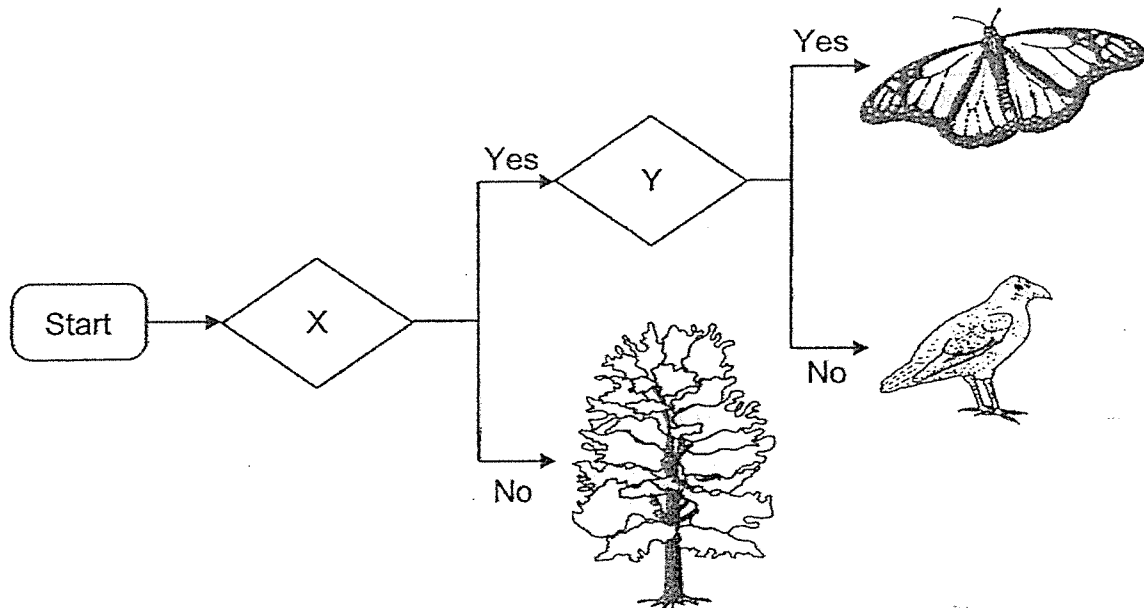 Yes
Yes
Y
Start
X
No
No